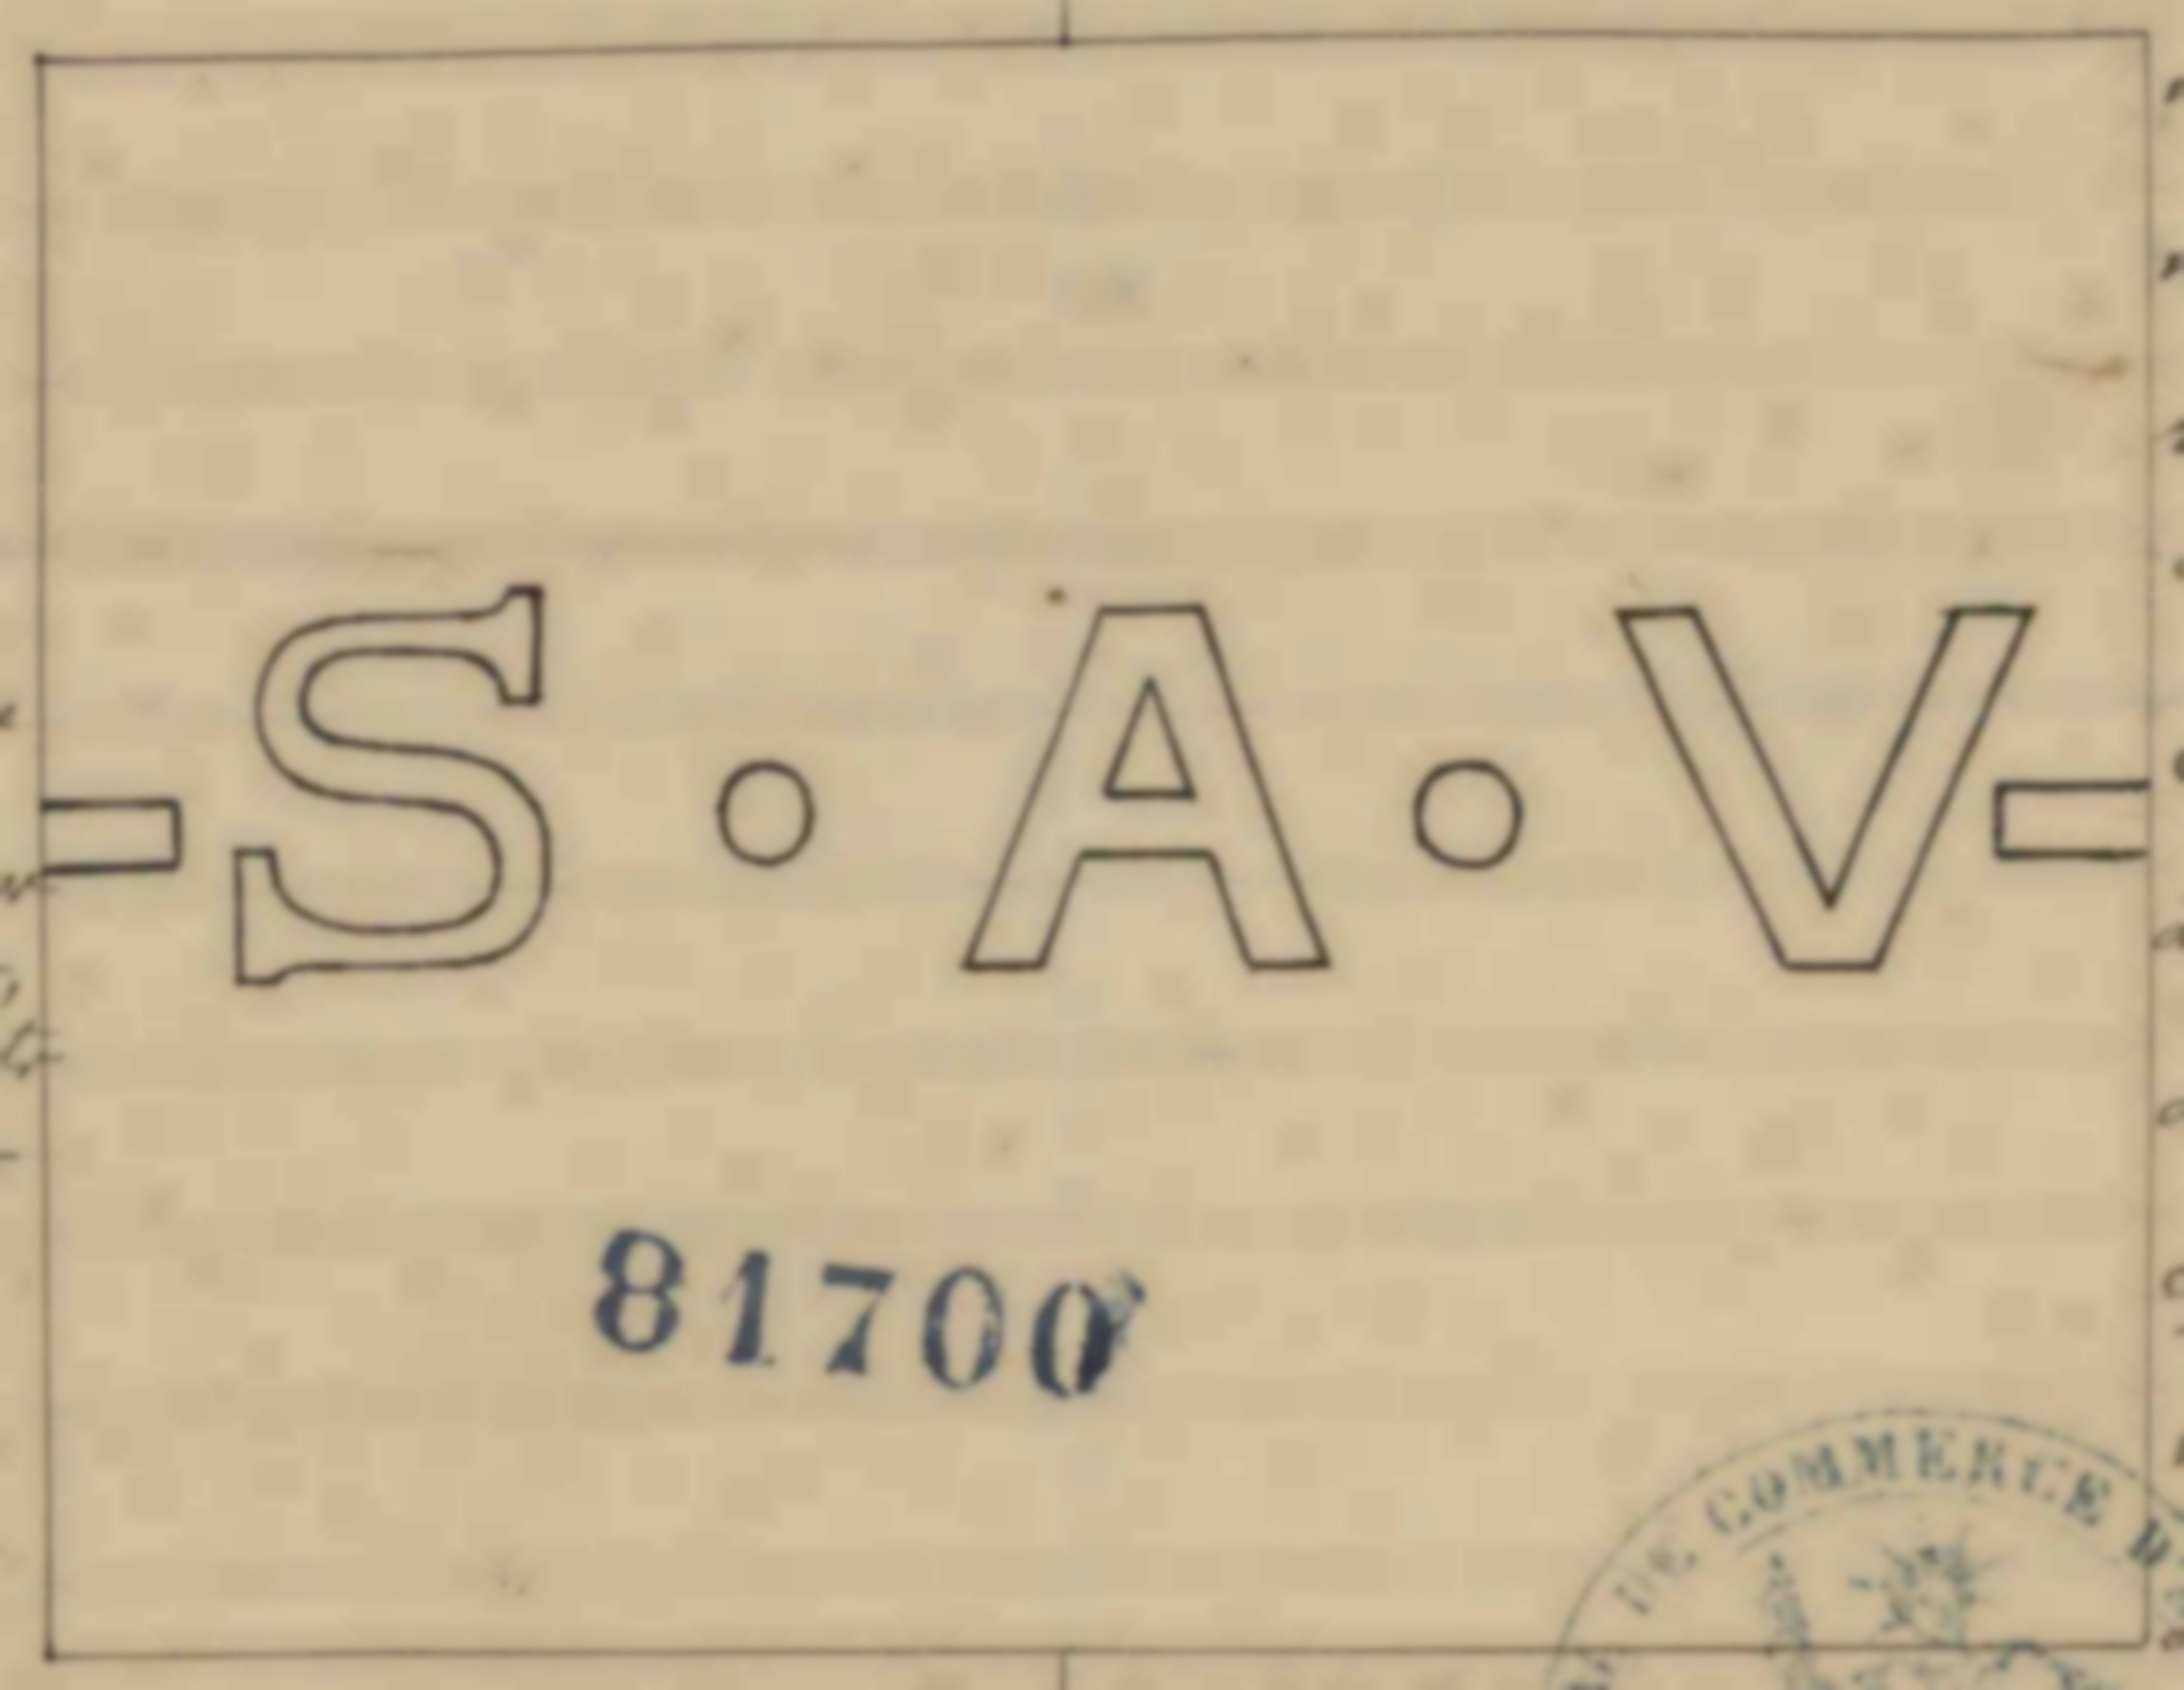 S·A·V
81700
DE COMMERCE